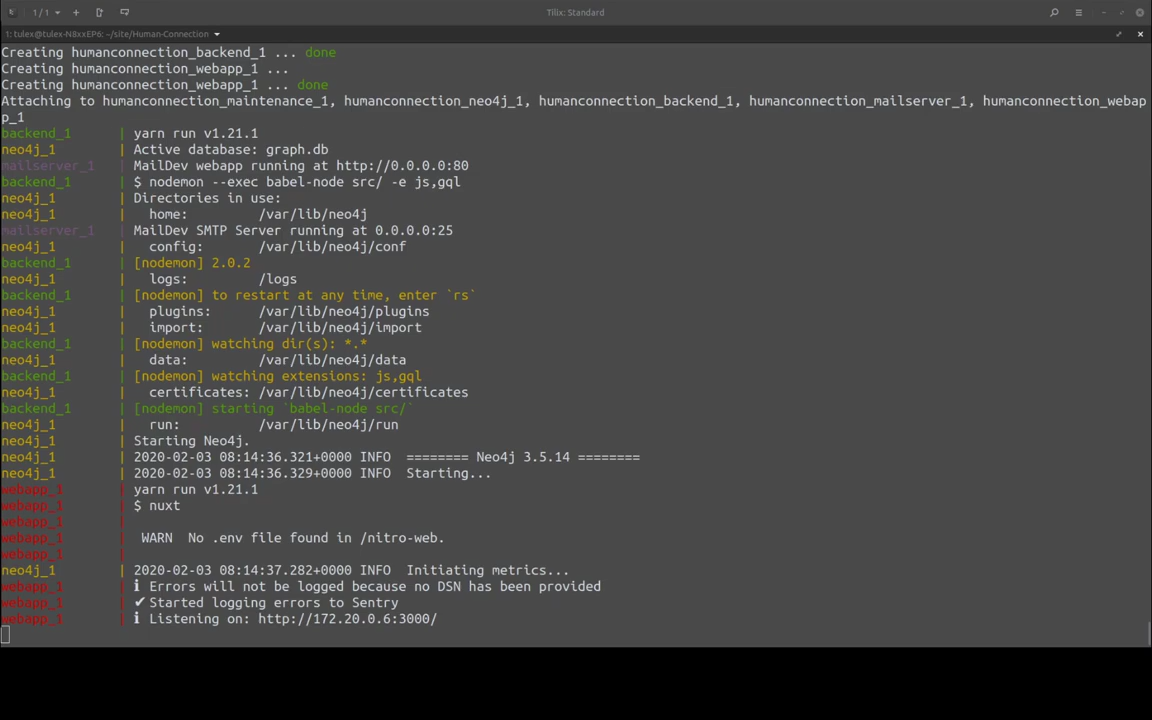 1/1
Tilix: Standard
1: tulex@tulex-N8xxEP6: ~/site/Human-Connection
Creating humanconnection_backend_1 ... done
Creating humanconnection_webapp_1 ...
Creating humanconnection_webapp_1 ... done
Attaching to humanconnection_maintenance_1, humanconnection_neo4j_1, humanconnection_backend_1, humanconnection_mailserver_1, humanconnection_webap
p_1
backend_1 | yarn run v1.21.1
neo4j_1 | Active database: graph.db
mailserver_1 | MailDev webapp running at http://0.0.0.0:80
backend_1 | $ nodemon --exec babel-node src/ -e js,gql
neo4j_1 | Directories in use:
neo4j_1 | home: /var/lib/neo4j
mailserver_1 | MailDev SMTP Server running at 0.0.0.0:25
neo4j_1 | config: /var/lib/neo4j/conf
backend_1 | [nodemon] 2.0.2
neo4j_1 | logs: /logs
backend_1 | [nodemon] to restart at any time, enter `rs`
neo4j_1 | plugins: /var/lib/neo4j/plugins
neo4j_1 | import: /var/lib/neo4j/import
backend_1 | [nodemon] watching dir(s): *.*
neo4j_1 | data: /var/lib/neo4j/data
backend_1 | [nodemon] watching extensions: js,gql
neo4j_1 | certificates: /var/lib/neo4j/certificates
backend_1 | [nodemon] starting `babel-node src/`
neo4j_1 | run: /var/lib/neo4j/run
neo4j_1 | Starting Neo4j.
neo4j_1 | 2020-02-03 08:14:36.321+0000 INFO ======== Neo4j 3.5.14 ========
neo4j_1 | 2020-02-03 08:14:36.329+0000 INFO Starting...
webapp_1 | yarn run v1.21.1
webapp_1 | $ nuxt
webapp_1 |
webapp_1 | WARN No .env file found in /nitro-web.
webapp_1 |
neo4j_1 | 2020-02-03 08:14:37.282+0000 INFO Initiating metrics...
webapp_1 | ℹ Errors will not be logged because no DSN has been provided
webapp_1 | ✔ Started logging errors to Sentry
webapp_1 | ℹ Listening on: http://172.20.0.6:3000/